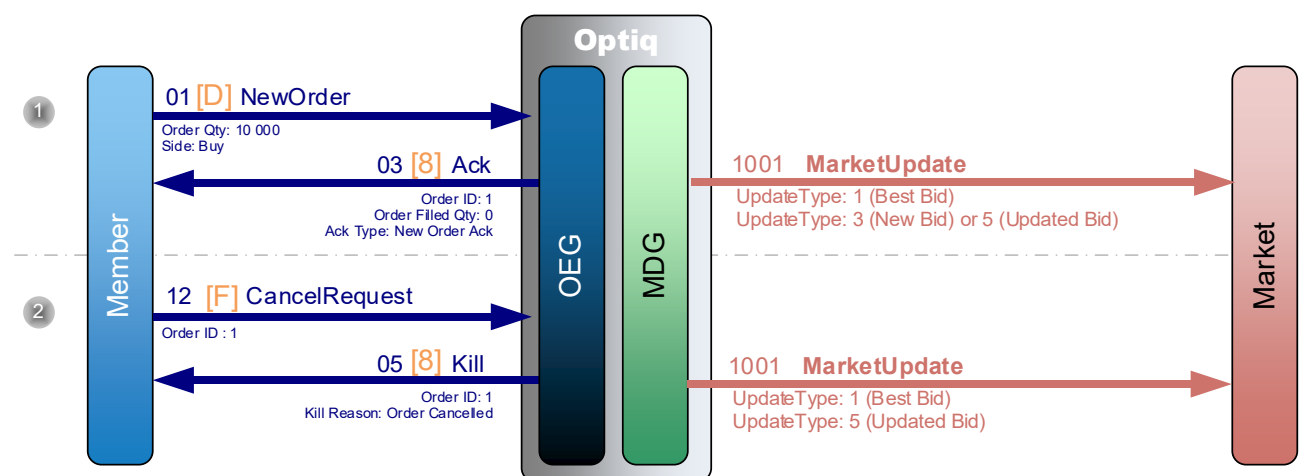 Optiq
1
01 [D] NewOrder
Order Qty: 10 000
Side: Buy
03 [8] Ack
Order ID: 1
Order Filled Qty: 0
Ack Type: New Order Ack
1001 MarketUpdate
UpdateType: 1 (Best Bid)
UpdateType: 3 (New Bid) or 5 (Updated Bid)
Member
OEG
MDG
Market
2
12 [F] CancelRequest
Order ID : 1
05 [8] Kill
Order ID: 1
Kill Reason: Order Cancelled
1001 MarketUpdate
UpdateType: 1 (Best Bid)
UpdateType: 5 (Updated Bid)